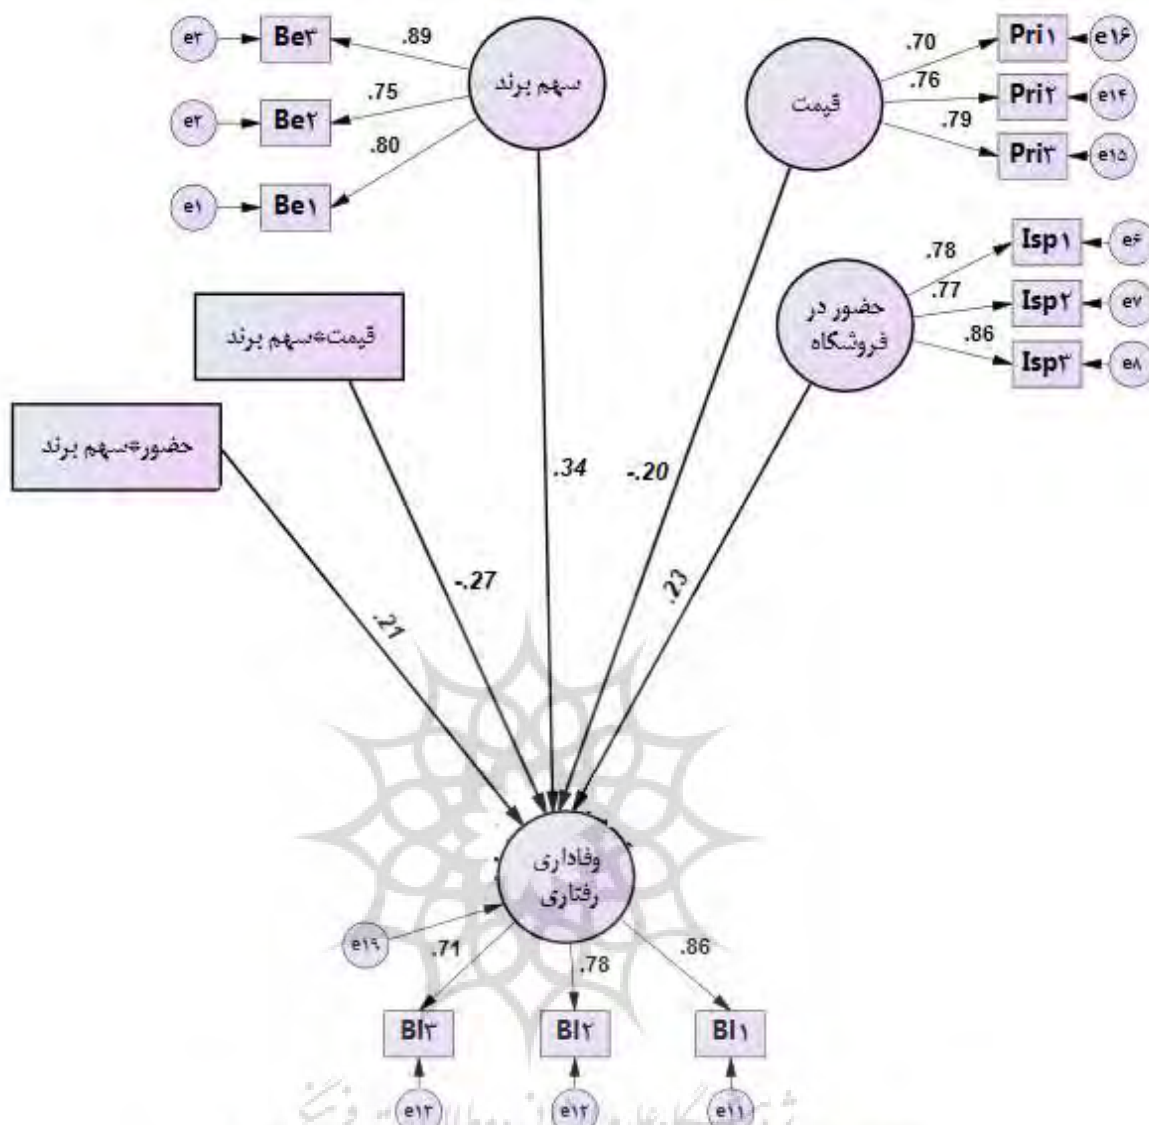 e۳
Be۳
.89
e۲
Be۲
.75
e۱
Be۱
.80
سهم برند
قیمت
.70
Pri۱
e۱۶
.76
Pri۲
e۱۴
.79
Pri۳
e۱۵
حضور در
فروشگاه
.78
Isp۱
e۶
.77
Isp۲
e۷
.86
Isp۳
e۸
قیمت*سهم برند
حضور*سهم برند
.34
-.20
.23
-.27
.21
وفاداری
رفتاری
e۱۹
.71
.78
.86
Bl۳
Bl۲
Bl۱
e۱۳
e۱۲
e۱۱